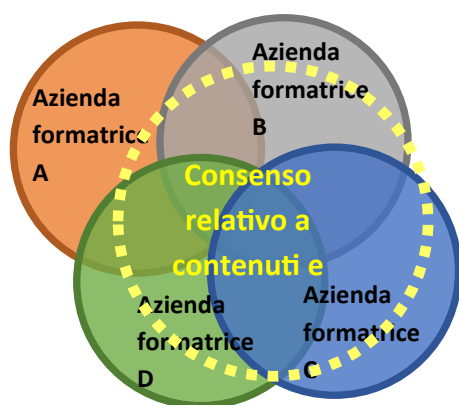 Azienda
formatrice
A
Azienda
formatrice
B
Consenso
relativo a
contenuti e
Azienda
formatrice
D
Azienda
formatrice
C